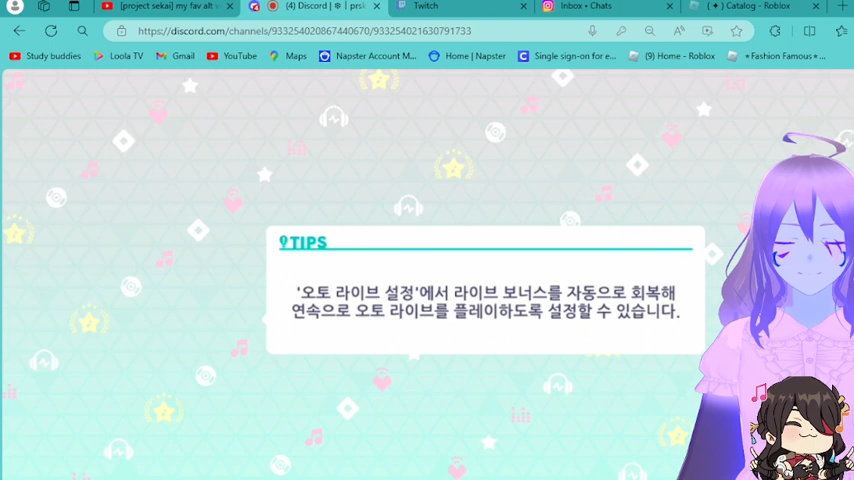 [project sekai] my fav alt v
(4) Discord | ❄ | prsk
Twitch
Inbox • Chats
( ✦ ) Catalog - Roblox
https://discord.com/channels/933254020867440670/933254021630791733
Study buddies
Loola TV
Gmail
YouTube
Maps
Napster Account M...
Home | Napster
Single sign-on for e...
(9) Home - Roblox
★Fashion Famous★...
TIPS
'오토 라이브 설정'에서 라이브 보너스를 자동으로 회복해
연속으로 오토 라이브를 플레이하도록 설정할 수 있습니다.